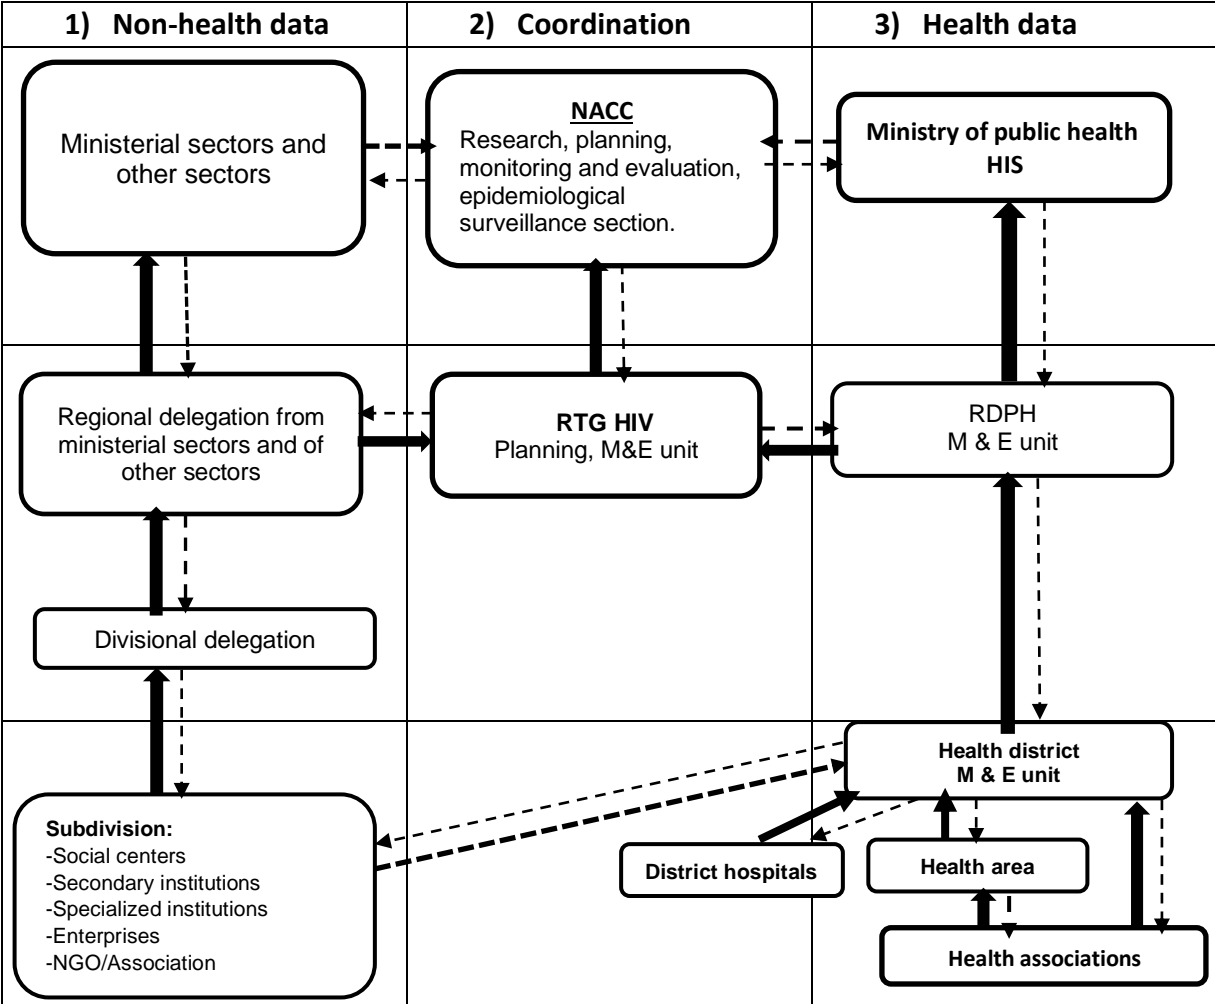 1) Non-health data
2) Coordination
3) Health data
Ministerial sectors and
other sectors
NACC
Research, planning,
monitoring and evaluation,
epidemiological
surveillance section.
Ministry of public health
HIS
Regional delegation from
ministerial sectors and of
other sectors
RTG HIV
Planning, M&E unit
RDPH
M & E unit
Divisional delegation
Health district
M & E unit
Subdivision:
-Social centers
-Secondary institutions
-Specialized institutions
-Enterprises
-NGO/Association
District hospitals
Health area
Health associations